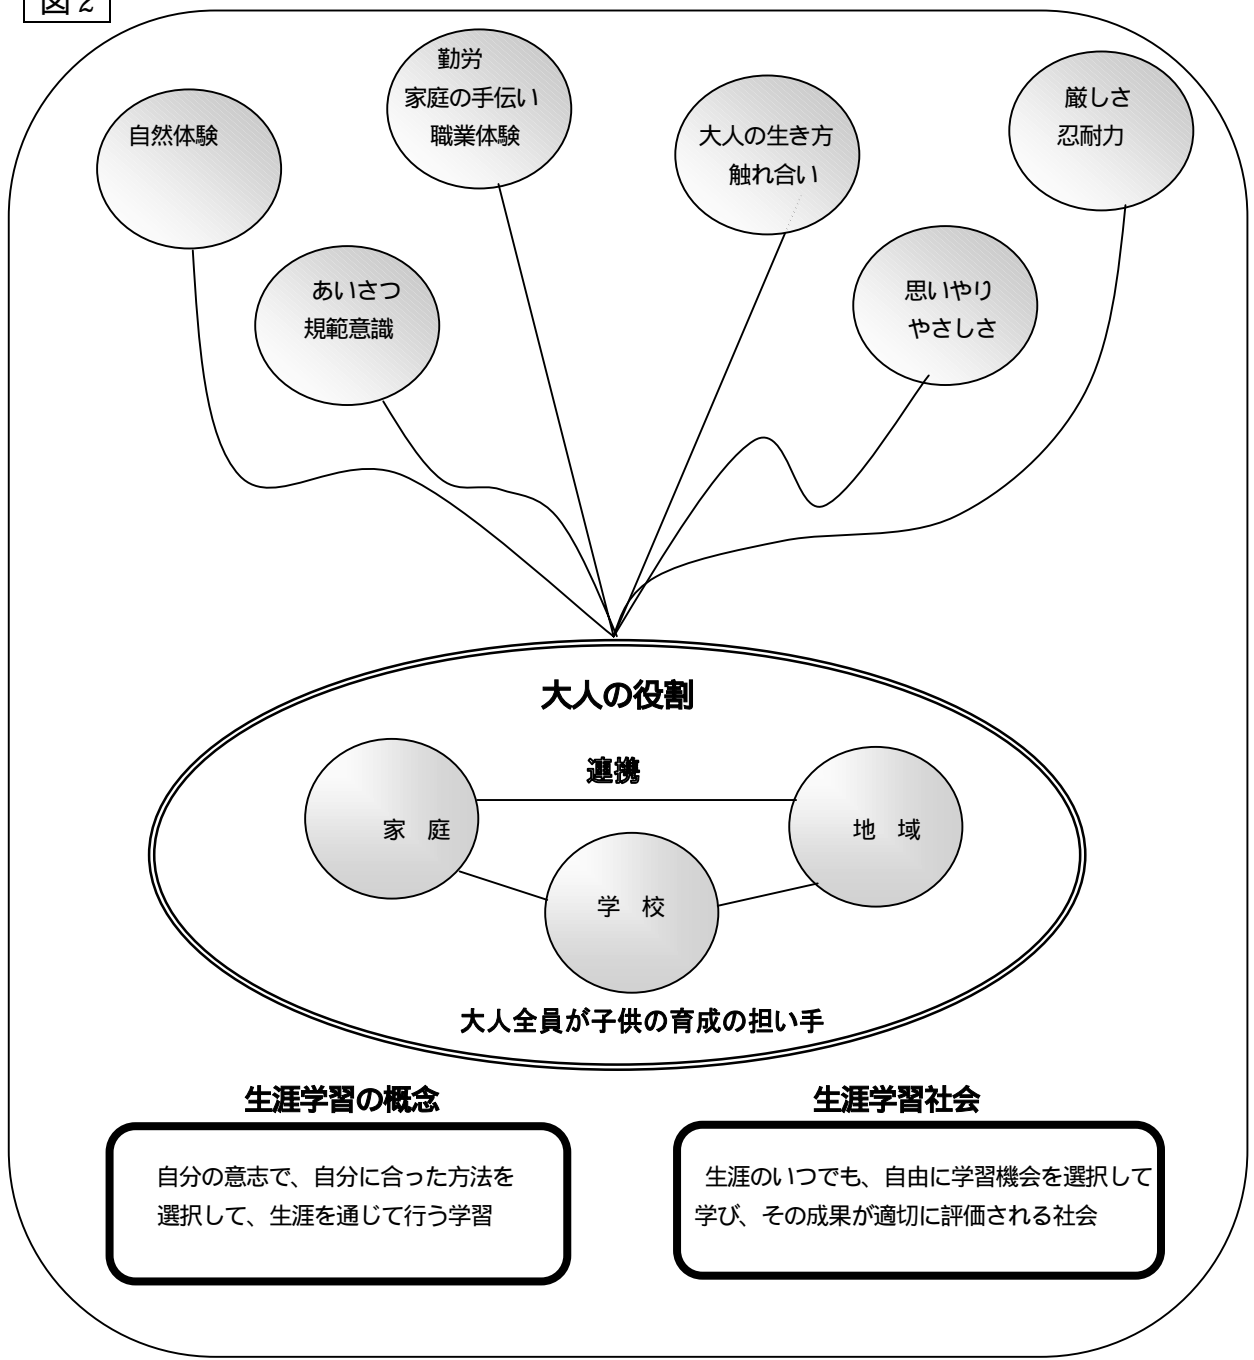 図2
自然体験
勤労
家庭の手伝い
職業体験
大人の生き方
触れ合い
厳しさ
忍耐力
あいさつ
規範意識
思いやり
やさしさ
大人の役割
連携
家　庭
地　域
学　校
大人全員が子供の育成の担い手
生涯学習の概念
自分の意志で、自分に合った方法を
選択して、生涯を通じて行う学習
生涯学習社会
生涯のいつでも、自由に学習機会を選択して
学び、その成果が適切に評価される社会